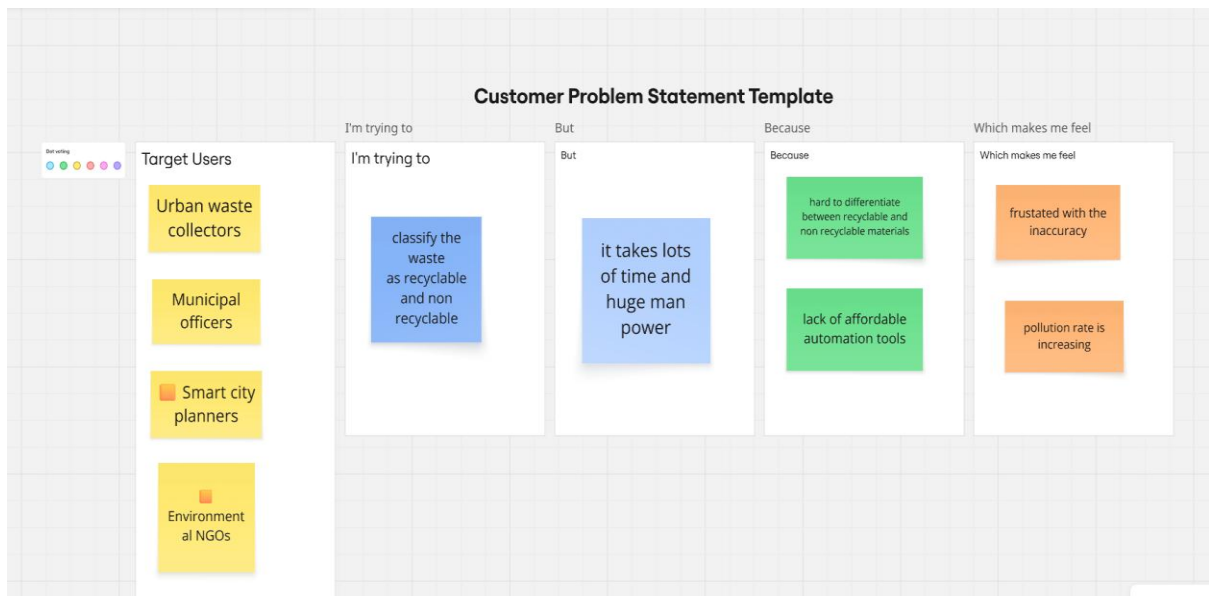 Customer Problem Statement Template
I'm trying to
But
Because
Which makes me feel
Dot voting
Target Users
Urban waste
collectors
Municipal
officers
Smart city
planners
Environment
al NGOs
I'm trying to
classify the
waste
as recyclable
and non
recyclable
But
it takes lots
of time and
huge man
power
Because
hard to differentiate
between recyclable and
non recyclable materials
lack of affordable
automation tools
Which makes me feel
frustated with the
inaccuracy
pollution rate is
increasing